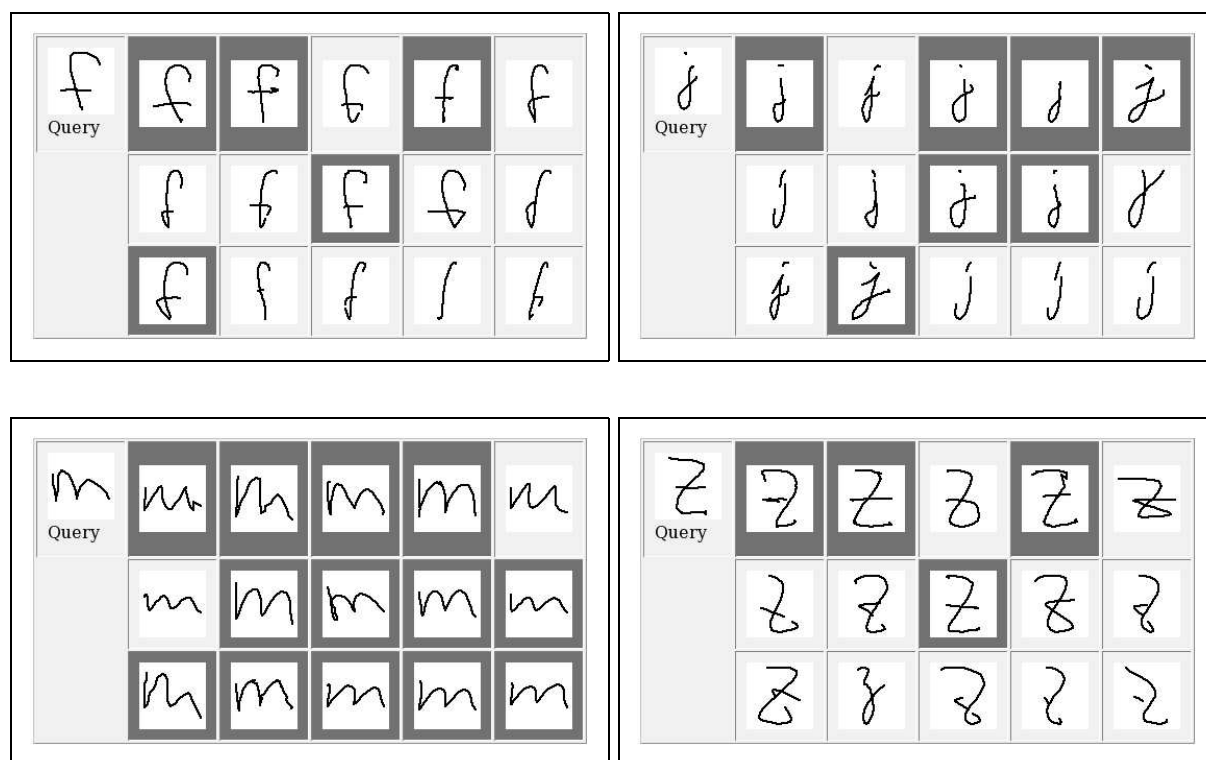 f f f f f f
Query
f f f f f
f f f f f
j j j j j j
Query
j j j j j
j j j j j
m m m m m m
Query
m m m m m
m m m m m
z z z z z z
Query
z z z z z
z z z z z